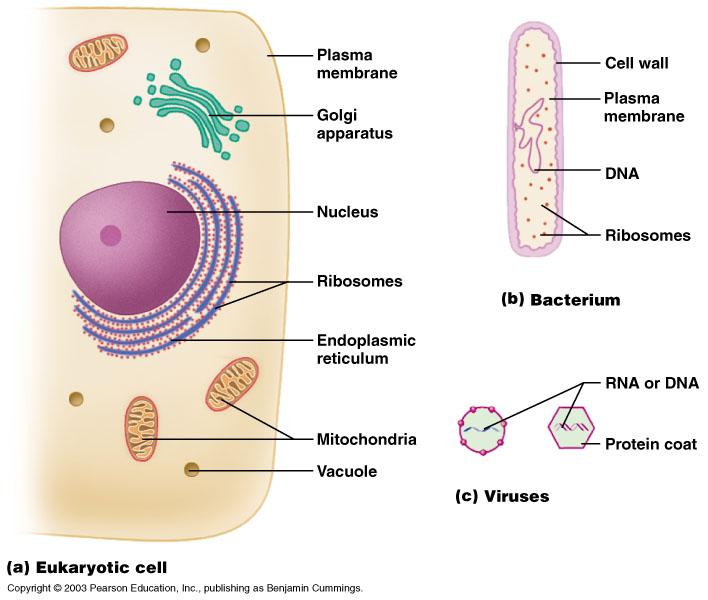 Plasma
membrane
Golgi
apparatus
Nucleus
Ribosomes
Endoplasmic
reticulum
Mitochondria
Vacuole
(a) Eukaryotic cell
Cell wall
Plasma
membrane
DNA
Ribosomes
(b) Bacterium
RNA or DNA
Protein coat
(c) Viruses
Copyright © 2003 Pearson Education, Inc., publishing as Benjamin Cummings.